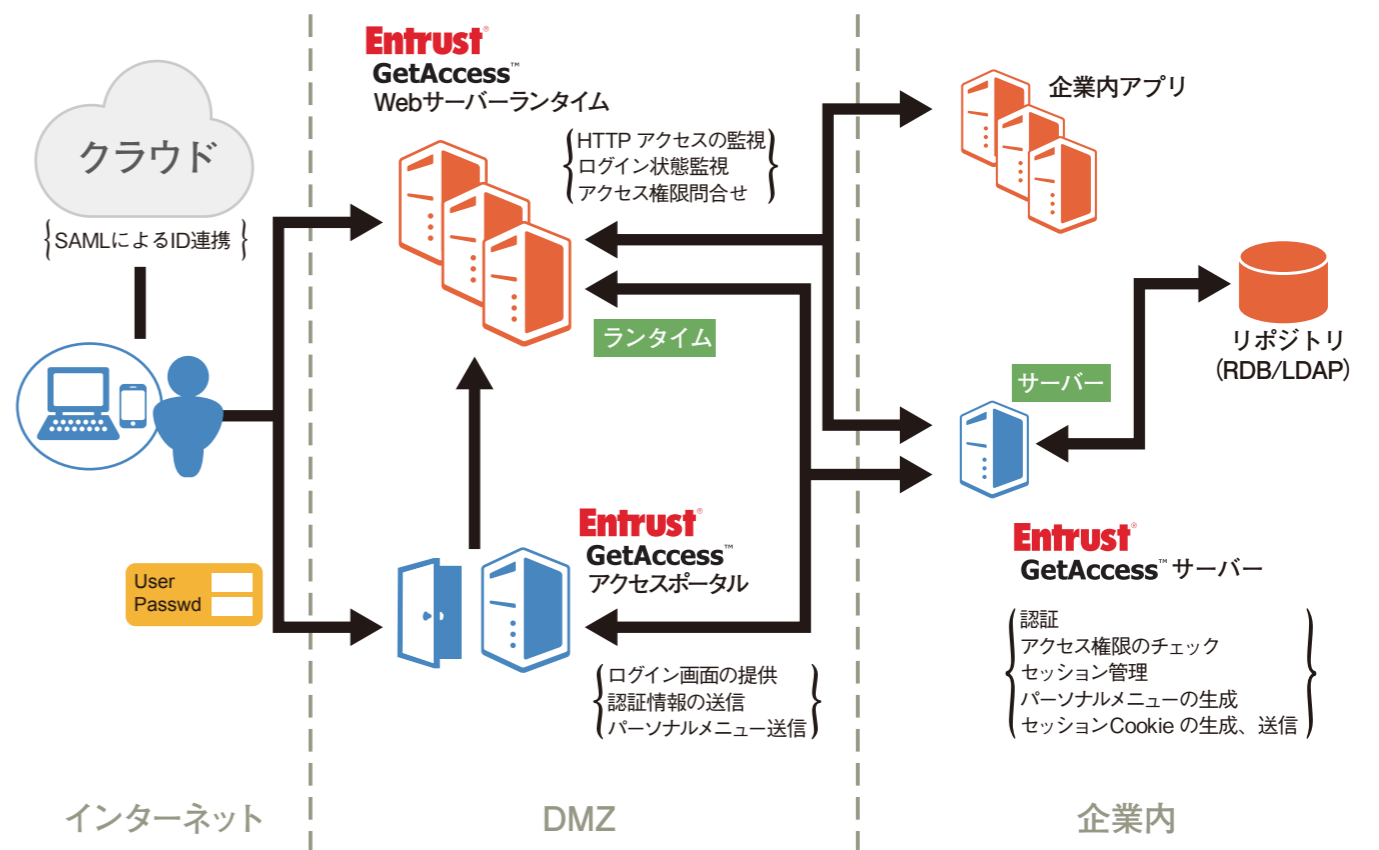 クラウド
{SAMLによるID連携}
User
Passwd
インターネット
Entrust®
GetAccess™
Webサーバーランタイム
HTTP アクセスの監視
ログイン状態監視
アクセス権限問合せ
ランタイム
Entrust®
GetAccess™
アクセスポータル
ログイン画面の提供
認証情報の送信
パーソナルメニュー送信
DMZ
企業内アプリ
リポジトリ
(RDB/LDAP)
サーバー
Entrust®
GetAccess™ サーバー
認証
アクセス権限のチェック
セッション管理
パーソナルメニューの生成
セッションCookie の生成、送信
企業内